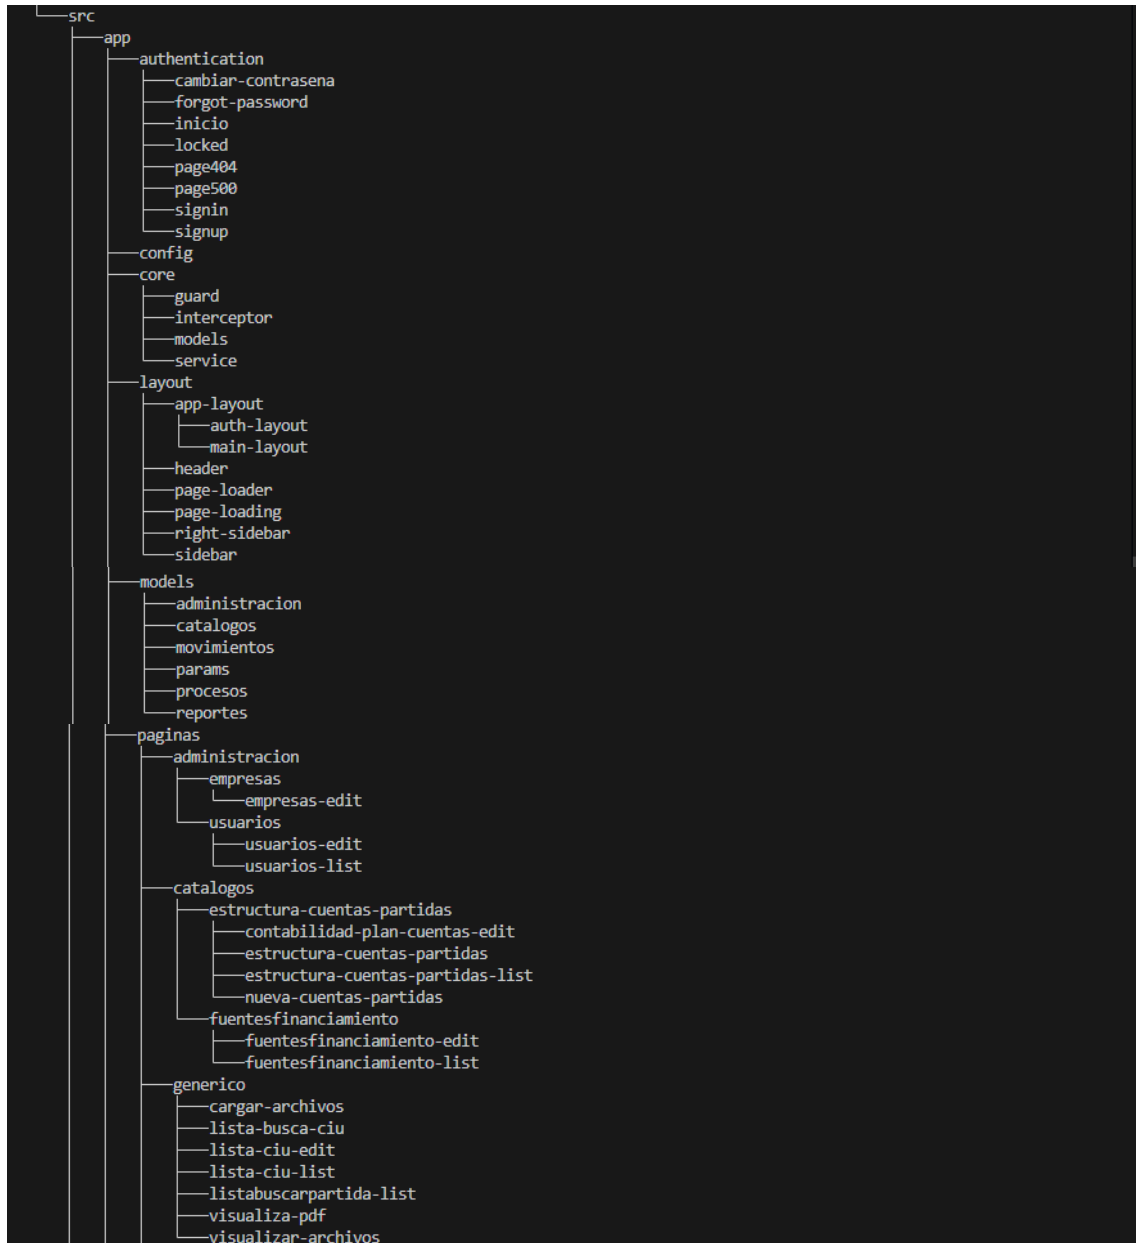 src
app
authentication
cambiar-contrasena
forgot-password
inicio
locked
page404
page500
signin
signup
config
core
guard
interceptor
models
service
layout
app-layout
auth-layout
main-layout
header
page-loader
page-loading
right-sidebar
sidebar
models
administracion
catalogos
movimientos
params
procesos
reportes
paginas
administracion
empresas
empresas-edit
usuarios
usuarios-edit
usuarios-list
catalogos
estructura-cuentas-partidas
contabilidad-plan-cuentas-edit
estructura-cuentas-partidas
estructura-cuentas-partidas-list
nueva-cuentas-partidas
fuentesfinanciamiento
fuentesfinanciamiento-edit
fuentesfinanciamiento-list
generico
cargar-archivos
lista-busca-ciu
lista-ciu-edit
lista-ciu-list
listabuscarpartida-list
visualiza-pdf
visualizar-archivos